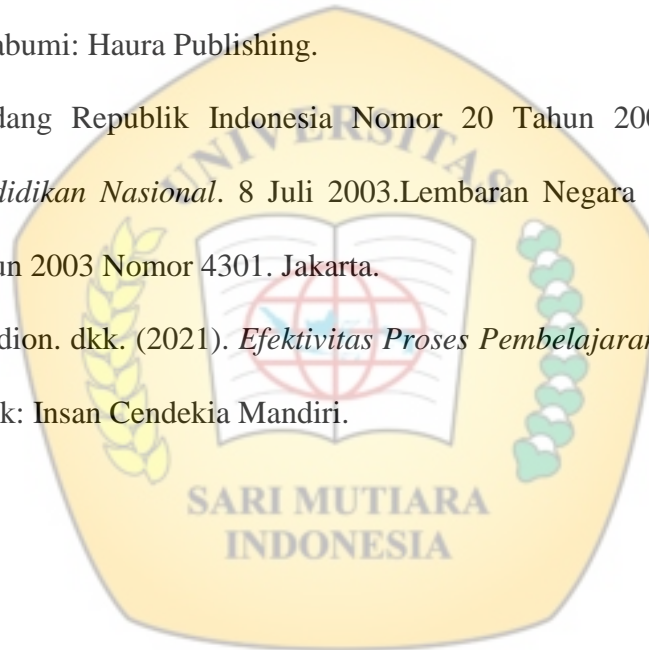 abumi: Haura Publishing.
dang Republik Indonesia Nomor 20 Tahun 200
didikan Nasional. 8 Juli 2003.Lembaran Negara
un 2003 Nomor 4301. Jakarta.
dion. dkk. (2021). Efektivitas Proses Pembelajaran
k: Insan Cendekia Mandiri.
UNIVERSITAS
SARI MUTIARA
INDONESIA